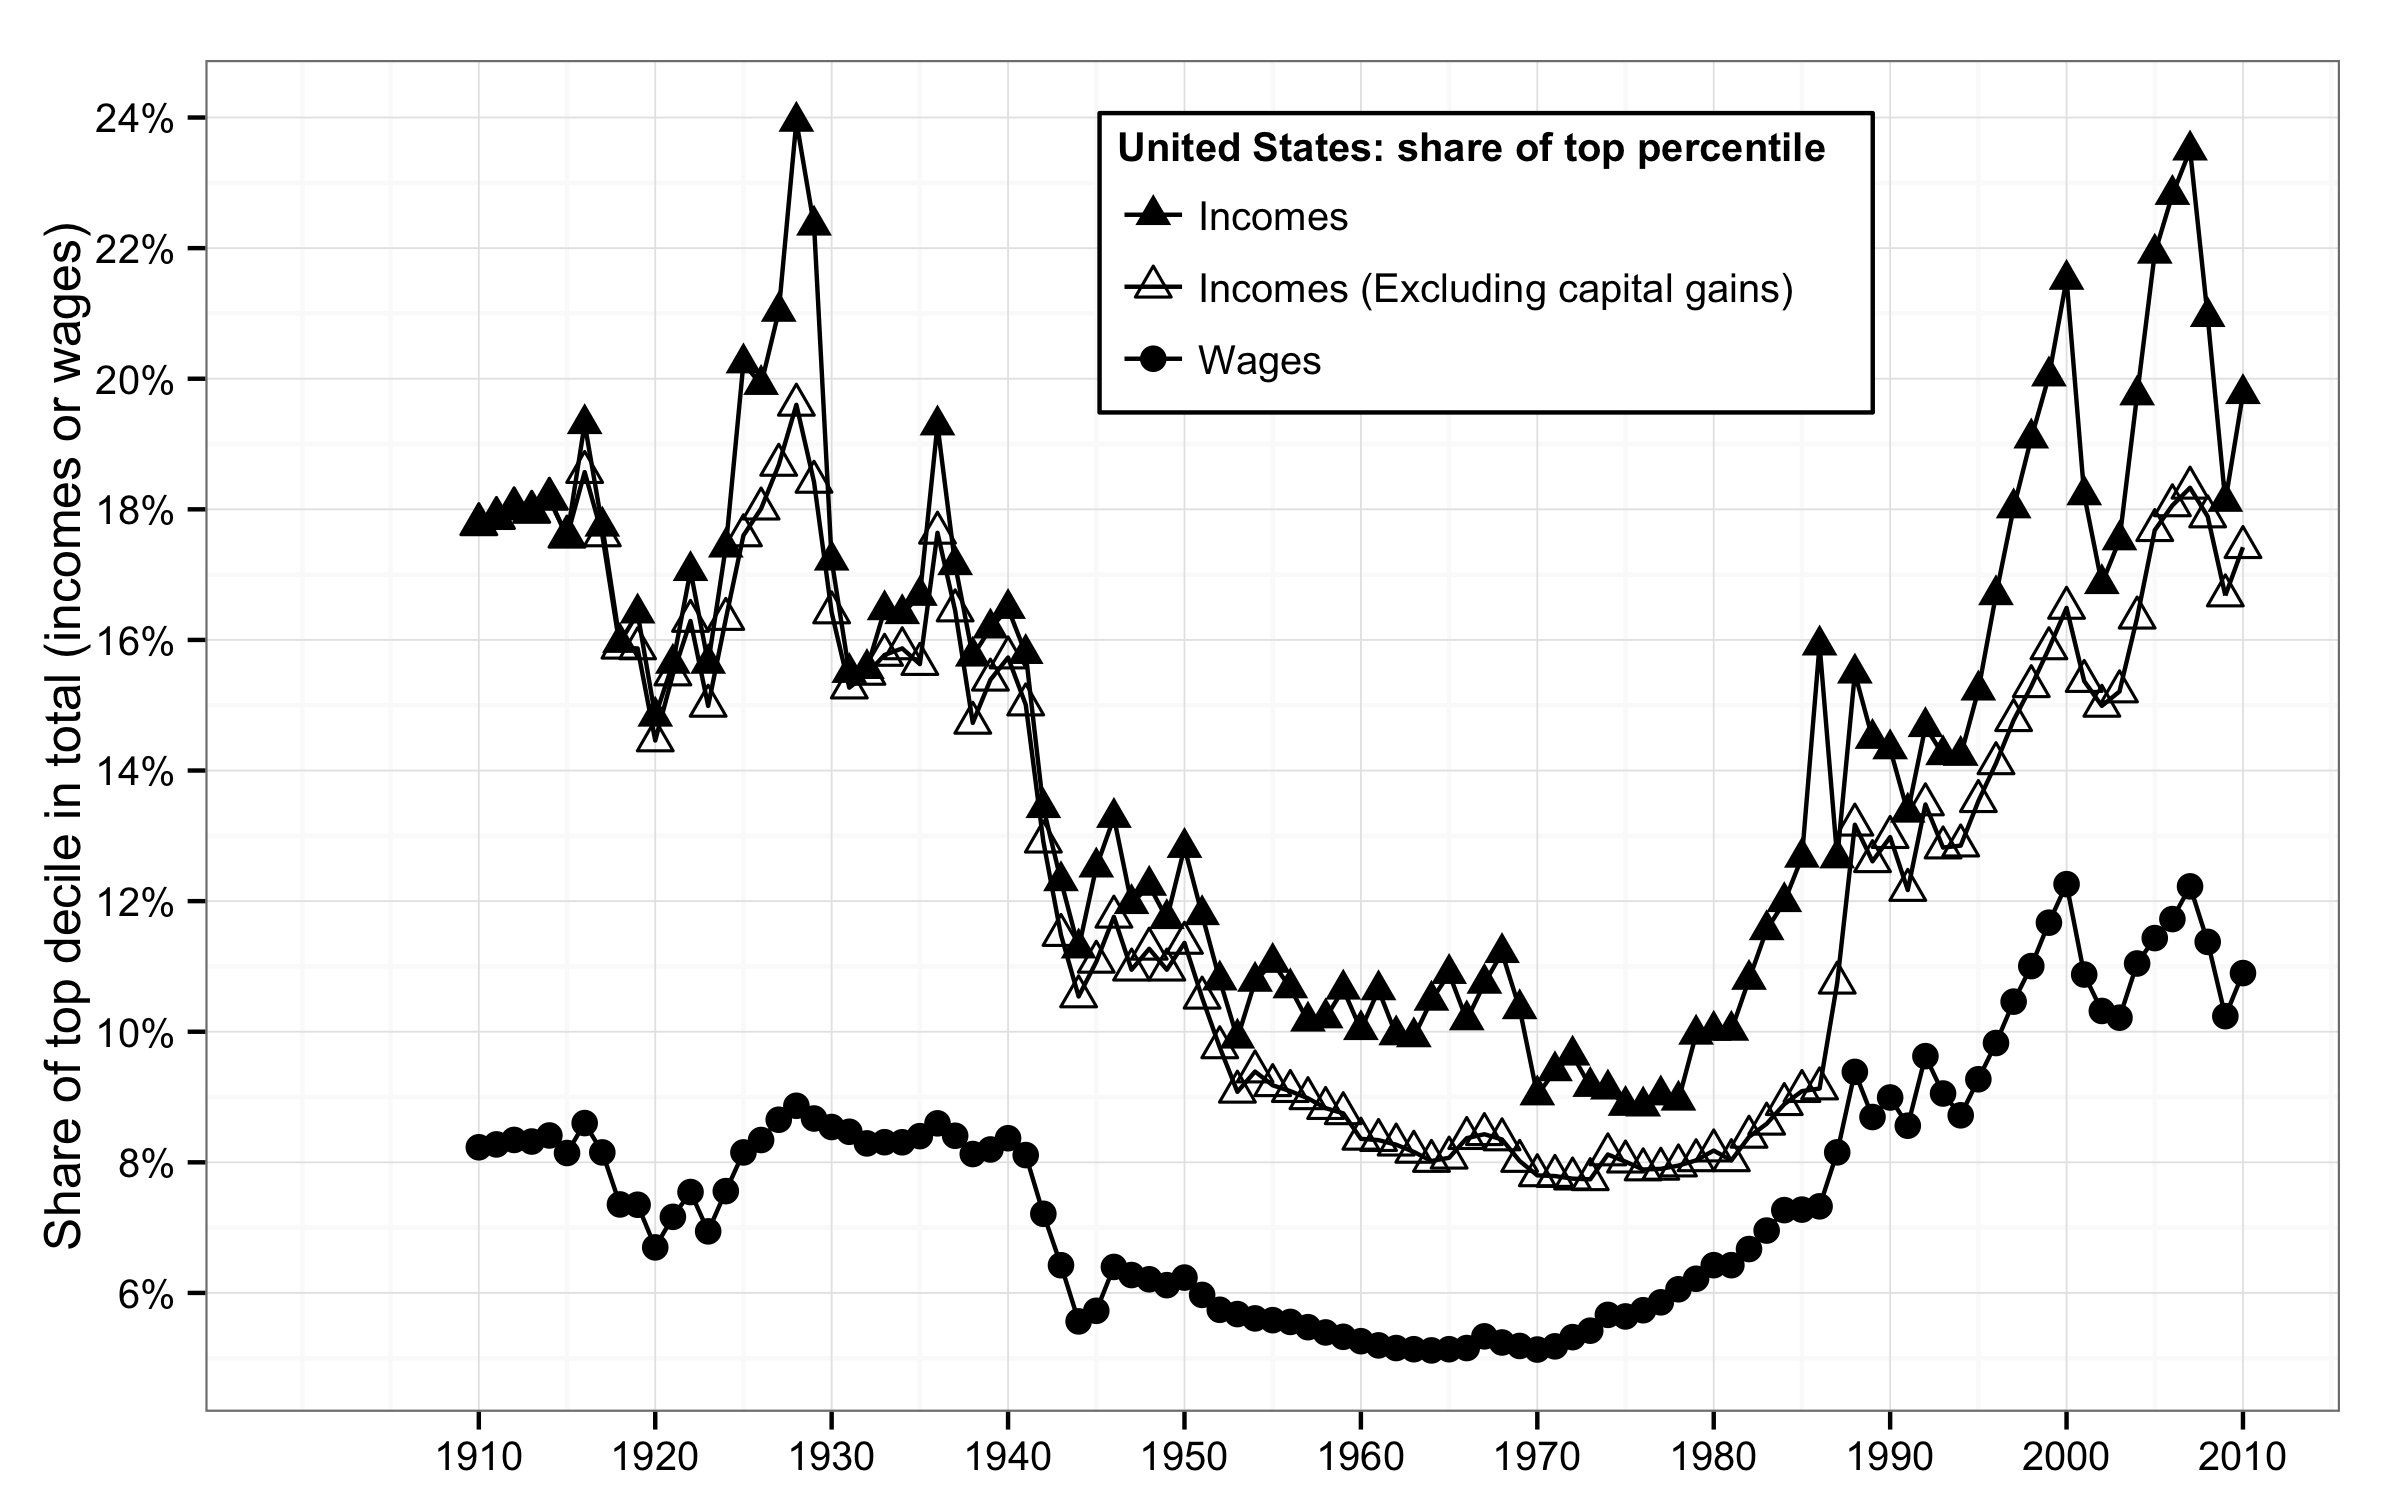 24%
22%
20%
18%
16%
14%
12%
10%
8%
6%
Share of top decile in total (incomes or wages)
United States: share of top percentile
Incomes
Incomes (Excluding capital gains)
Wages
1910 1920 1930 1940 1950 1960 1970 1980 1990 2000 2010